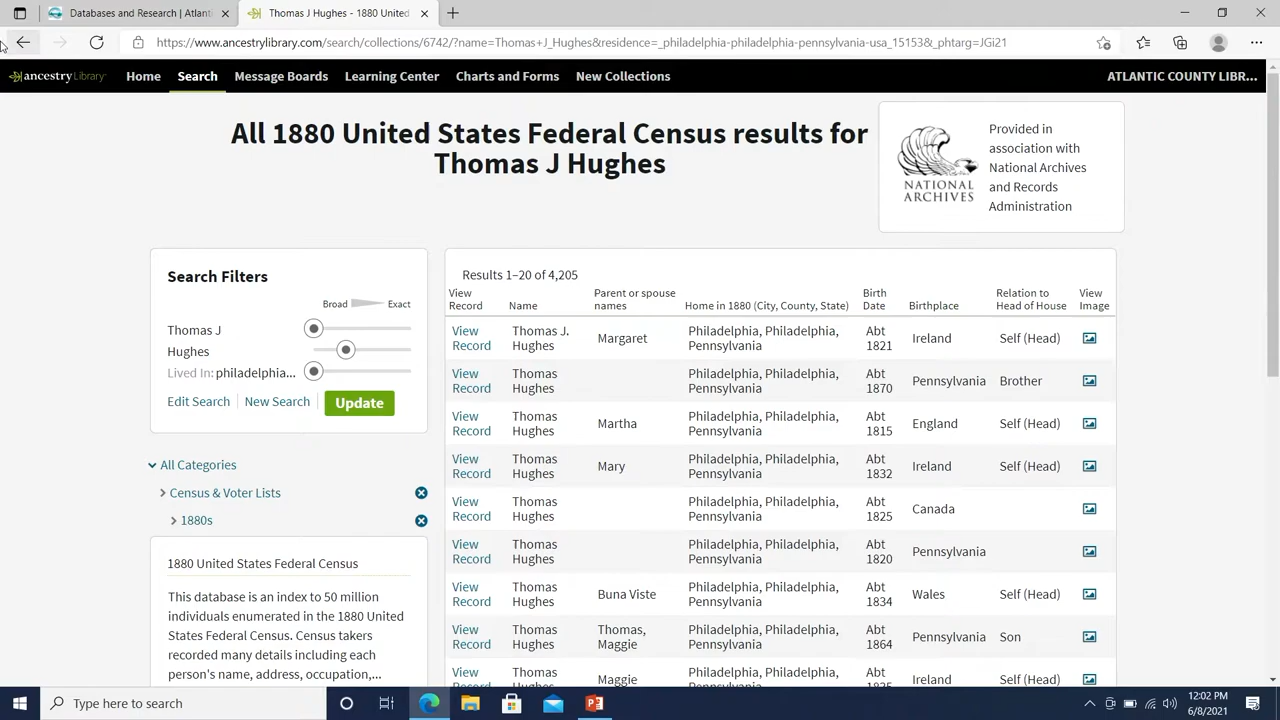 Databases and Research | Atlanti
Thomas J Hughes - 1880 United
https://www.ancestrylibrary.com/search/collections/6742/?name=Thomas+J_Hughes&residence=_philadelphia-philadelphia-pennsylvania-usa_15153&_phtarg=JGi21
ancestryLibrary
Home
Search
Message Boards
Learning Center
Charts and Forms
New Collections
ATLANTIC COUNTY LIBR...
All 1880 United States Federal Census results for
Thomas J Hughes
NATIONAL
ARCHIVES
Provided in
association with
National Archives
and Records
Administration
Search Filters
Broad
Exact
Thomas J
Hughes
Lived In: philadelphia...
Edit Search
New Search
Update
All Categories
Census & Voter Lists
1880s
1880 United States Federal Census
This database is an index to 50 million
individuals enumerated in the 1880 United
States Federal Census. Census takers
recorded many details including each
person's name, address, occupation,...
Results 1–20 of 4,205
View Record
Name
Parent or spouse names
Home in 1880 (City, County, State)
Birth Date
Birthplace
Relation to Head of House
View Image
View Record Thomas J. Hughes Margaret Philadelphia, Philadelphia, Pennsylvania Abt 1821 Ireland Self (Head)
View Record Thomas Hughes Philadelphia, Philadelphia, Pennsylvania Abt 1870 Pennsylvania Brother
View Record Thomas Hughes Martha Philadelphia, Philadelphia, Pennsylvania Abt 1815 England Self (Head)
View Record Thomas Hughes Mary Philadelphia, Philadelphia, Pennsylvania Abt 1832 Ireland Self (Head)
View Record Thomas Hughes Philadelphia, Philadelphia, Pennsylvania Abt 1825 Canada
View Record Thomas Hughes Philadelphia, Philadelphia, Pennsylvania Abt 1820 Pennsylvania
View Record Thomas Hughes Buna Viste Philadelphia, Philadelphia, Pennsylvania Abt 1834 Wales Self (Head)
View Record Thomas Hughes Thomas, Maggie Philadelphia, Philadelphia, Pennsylvania Abt 1864 Pennsylvania Son
View Thomas Maggie Philadelphia, Philadelphia, Abt Ireland Self (Head)
Type here to search
12:02 PM
6/8/2021